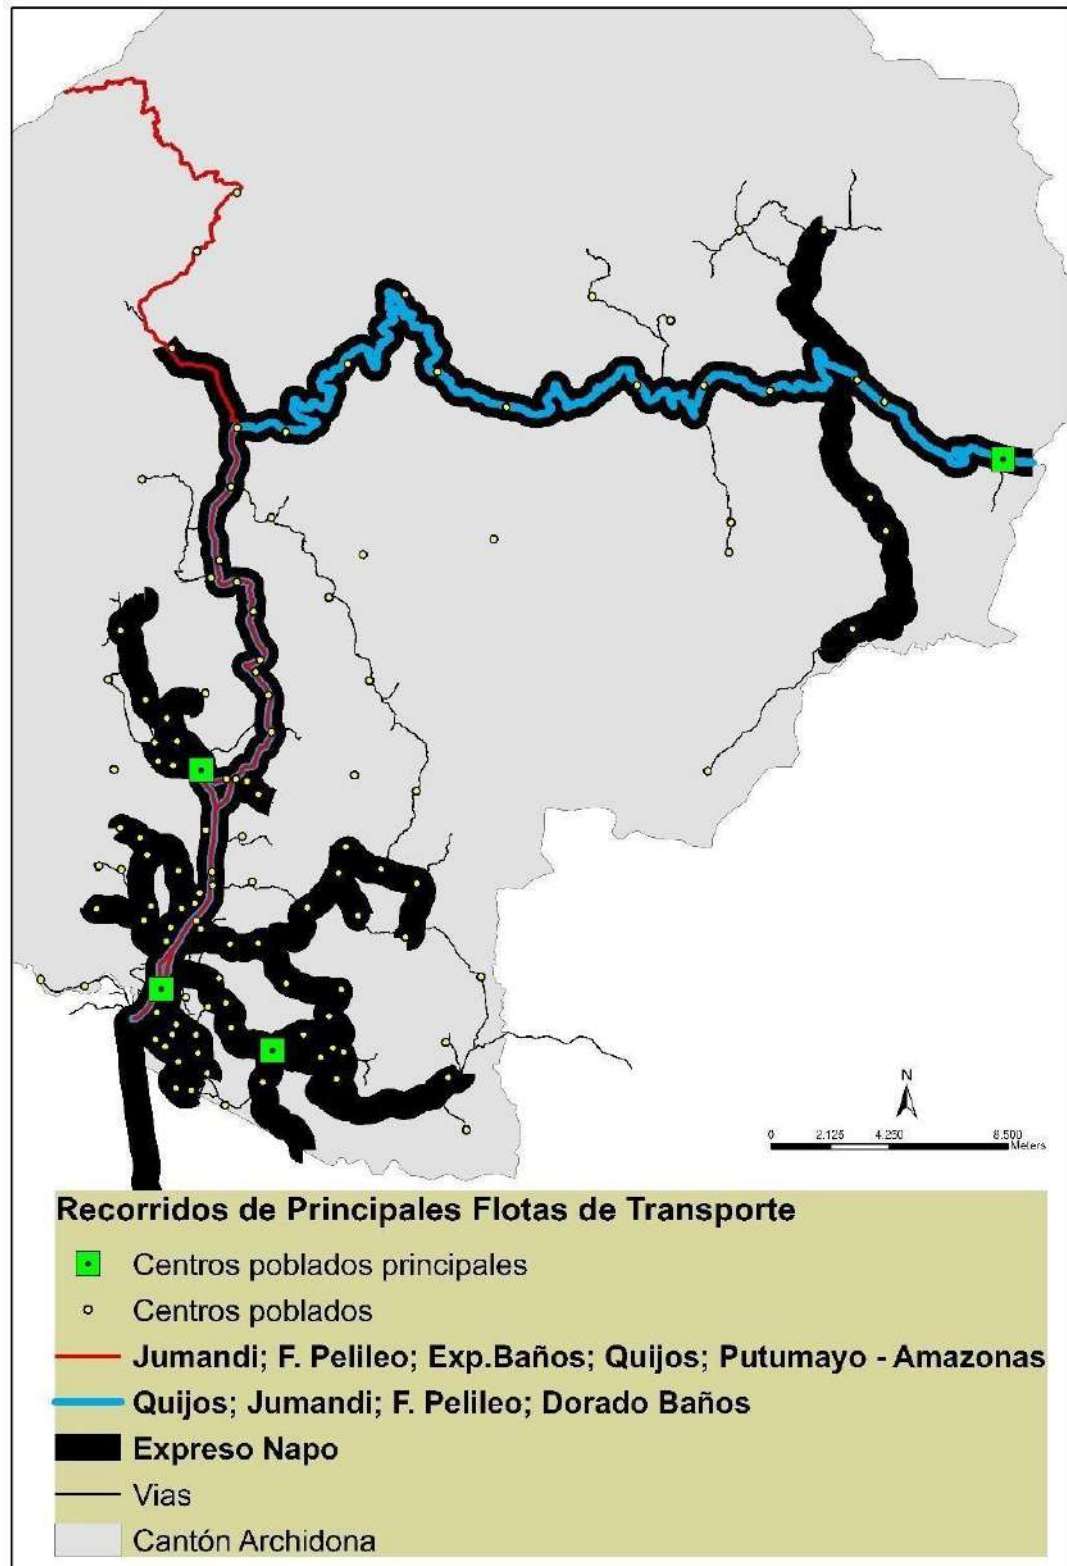 N
0 2.125 4.250 8.500
Meters
Recorridos de Principales Flotas de Transporte
Centros poblados principales
Centros poblados
Jumandi; F. Pelileo; Exp.Baños; Quijos; Putumayo - Amazonas
Quijos; Jumandi; F. Pelileo; Dorado Baños
Expreso Napo
Vias
Cantón Archidona